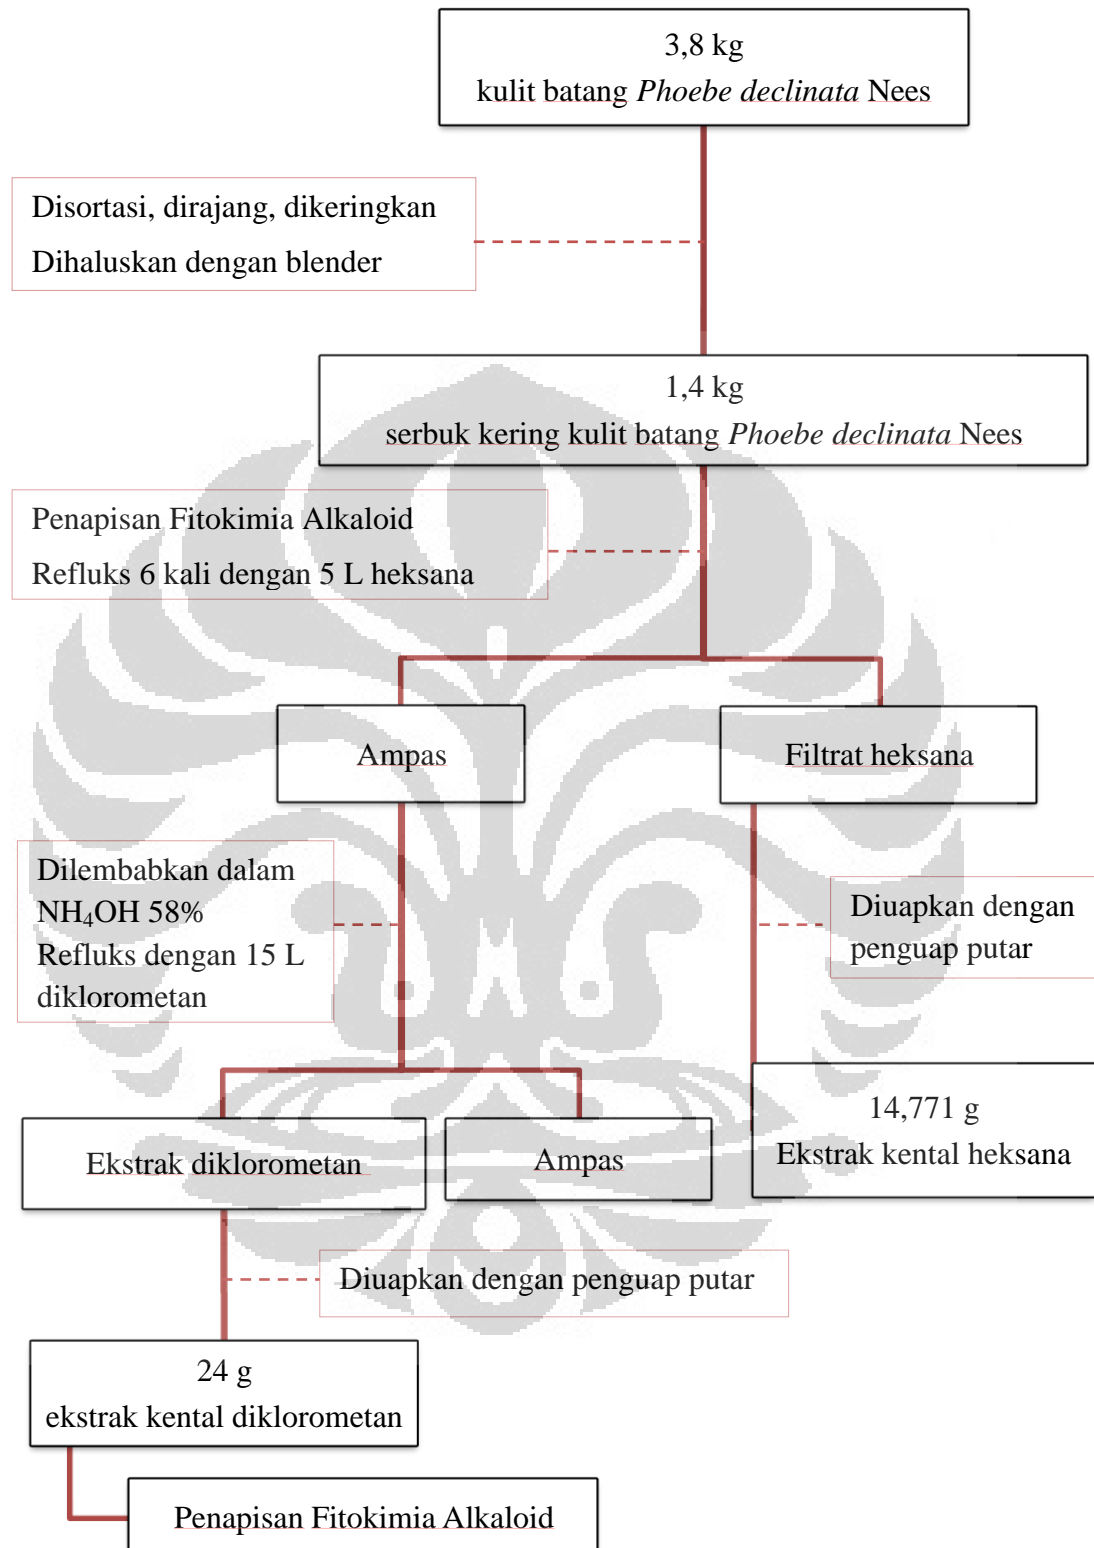 3,8 kg
kulit batang Phoebe declinata Nees
Disortasi, dirajang, dikeringkan
Dihaluskan dengan blender
1,4 kg
serbuk kering kulit batang Phoebe declinata Nees
Penapisan Fitokimia Alkaloid
Refluks 6 kali dengan 5 L heksana
Ampas
Filtrat heksana
Dilembabkan dalam
NH₄OH 58%
Refluks dengan 15 L
diklorometan
Diuapkan dengan
penguap putar
Ekstrak diklorometan
Ampas
14,771 g
Ekstrak kental heksana
Diuapkan dengan penguap putar
24 g
ekstrak kental diklorometan
Penapisan Fitokimia Alkaloid